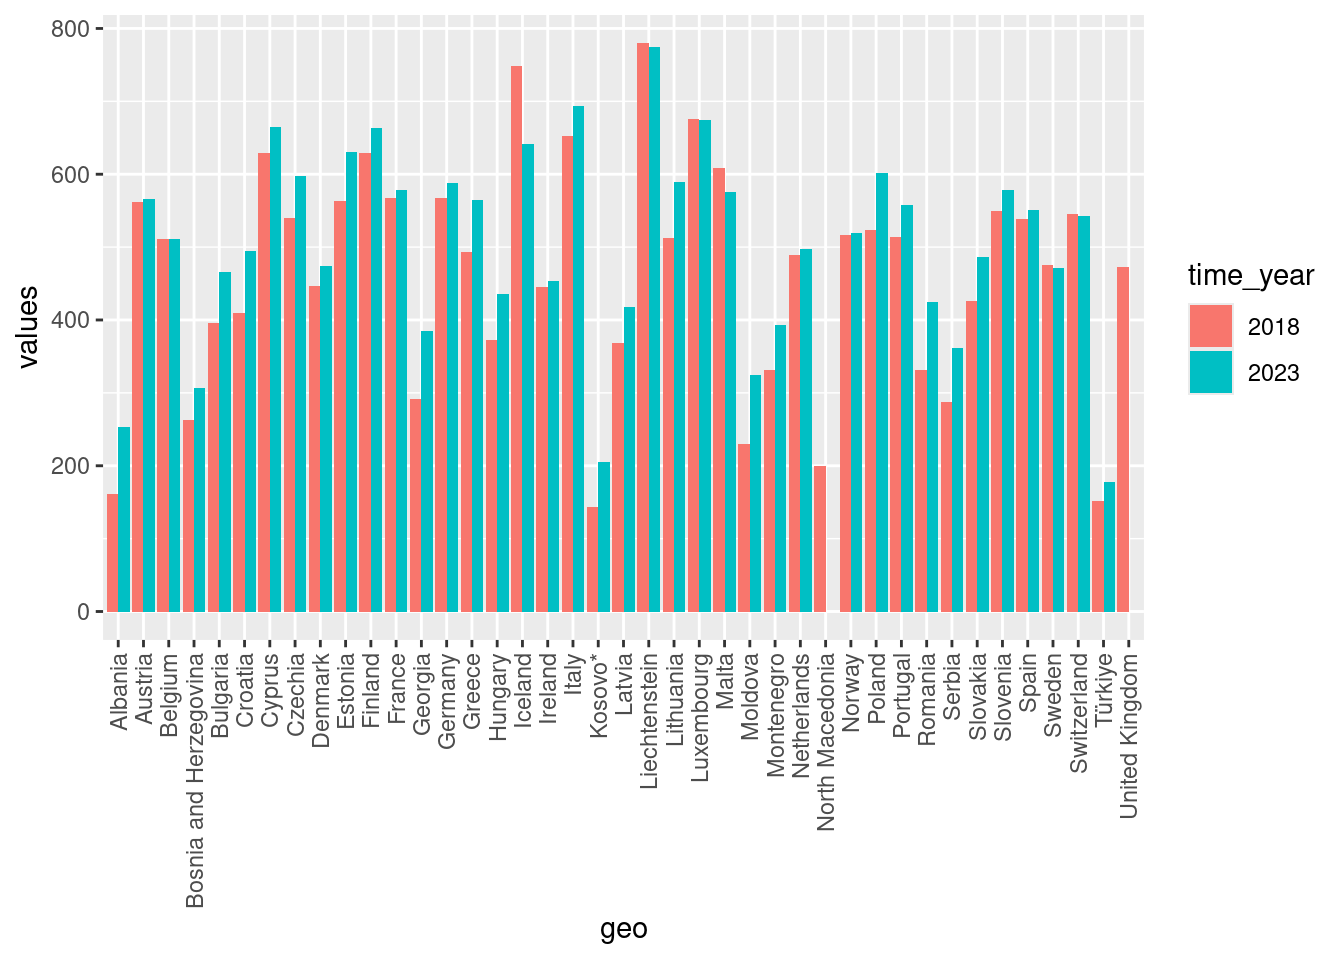 800
600
400
200
0
values
Albania
Austria
Belgium
Bosnia and Herzegovina
Bulgaria
Croatia
Cyprus
Czechia
Denmark
Estonia
Finland
France
Georgia
Germany
Greece
Hungary
Iceland
Ireland
Italy
Kosovo*
Latvia
Liechtenstein
Lithuania
Luxembourg
Malta
Moldova
Montenegro
Netherlands
North Macedonia
Norway
Poland
Portugal
Romania
Serbia
Slovakia
Slovenia
Spain
Sweden
Switzerland
Türkiye
United Kingdom
geo
time_year
2018
2023